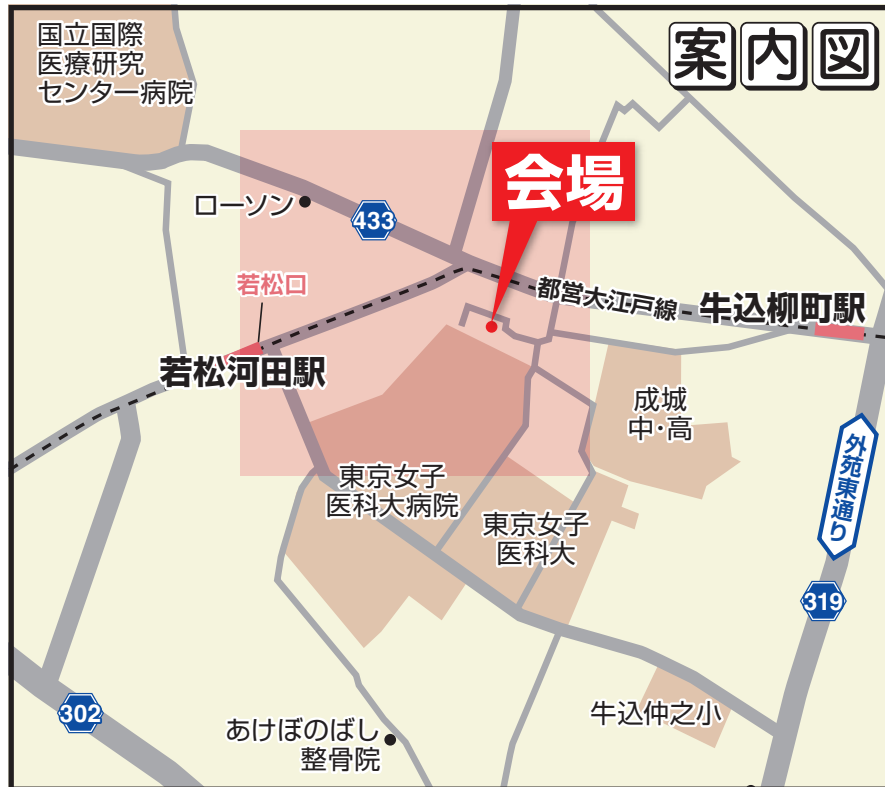 案内図
国立国際
医療研究
センター病院
ローソン
433
会場
若松口
都営大江戸線
牛込柳町駅
若松河田駅
成城
中・高
東京女子
医科大病院
東京女子
医科大
外苑東通り
319
302
あけぼのばし
整骨院
牛込仲之小